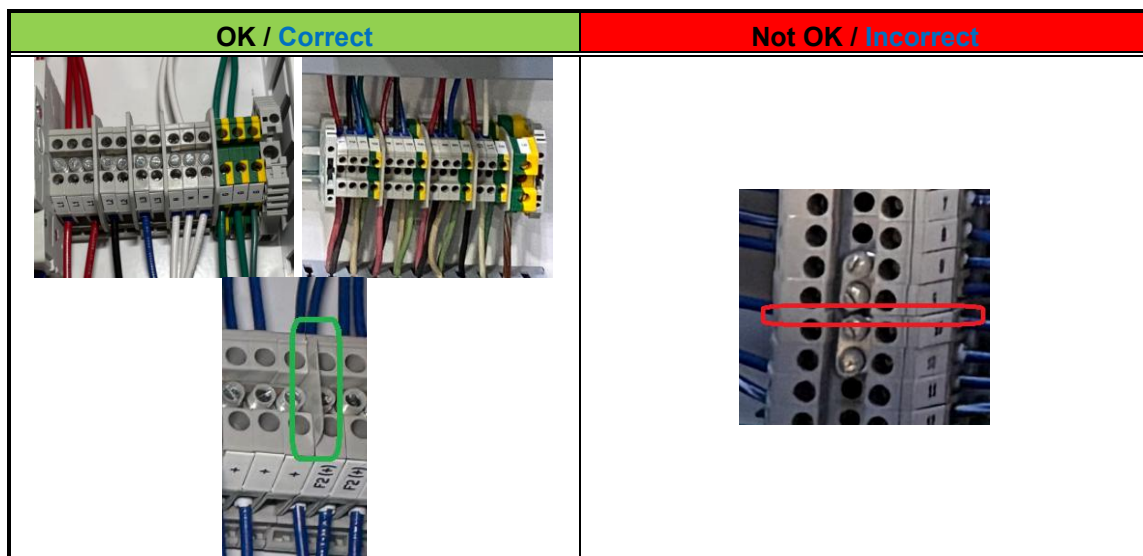 OK / Correct
Not OK / Incorrect
+ + + F2(+) F2(+)